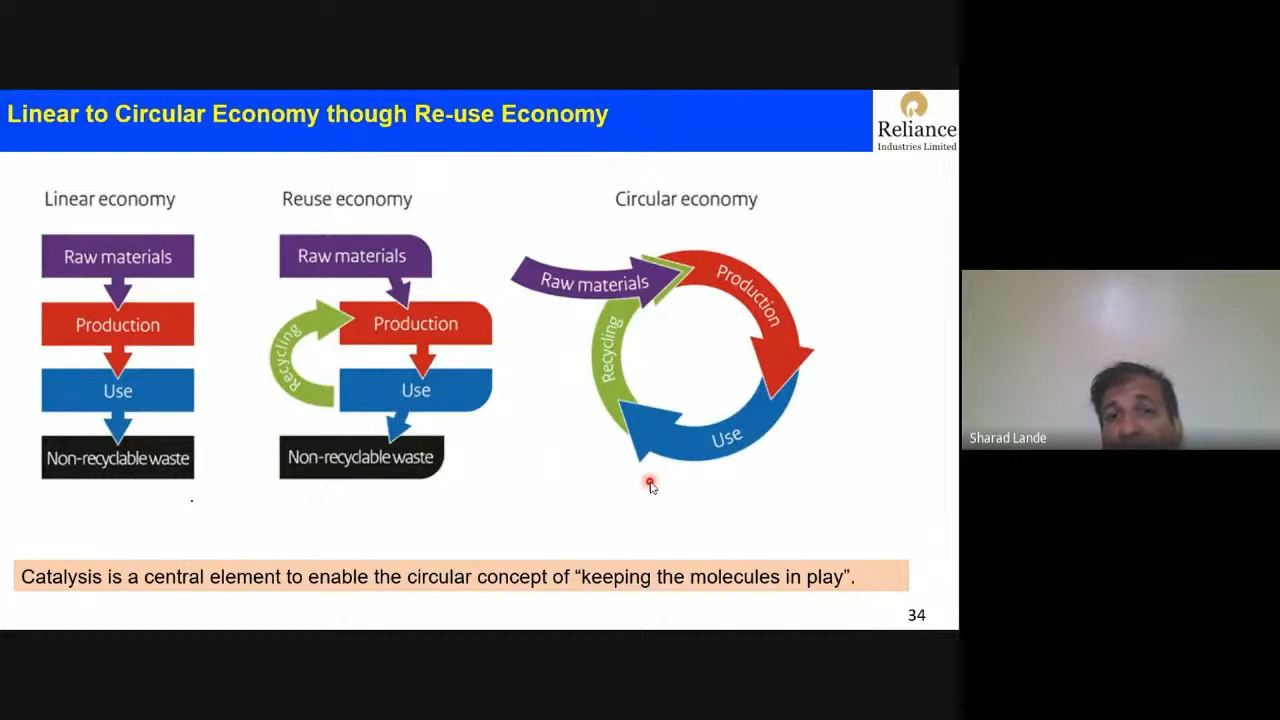 Linear to Circular Economy though Re-use Economy
Reliance
Industries Limited
Linear economy
Raw materials
Production
Use
Non-recyclable waste
Reuse economy
Raw materials
Production
Recycling
Use
Non-recyclable waste
Circular economy
Raw materials
Production
Recycling
Use
Sharad Lande
Catalysis is a central element to enable the circular concept of “keeping the molecules in play”.
34